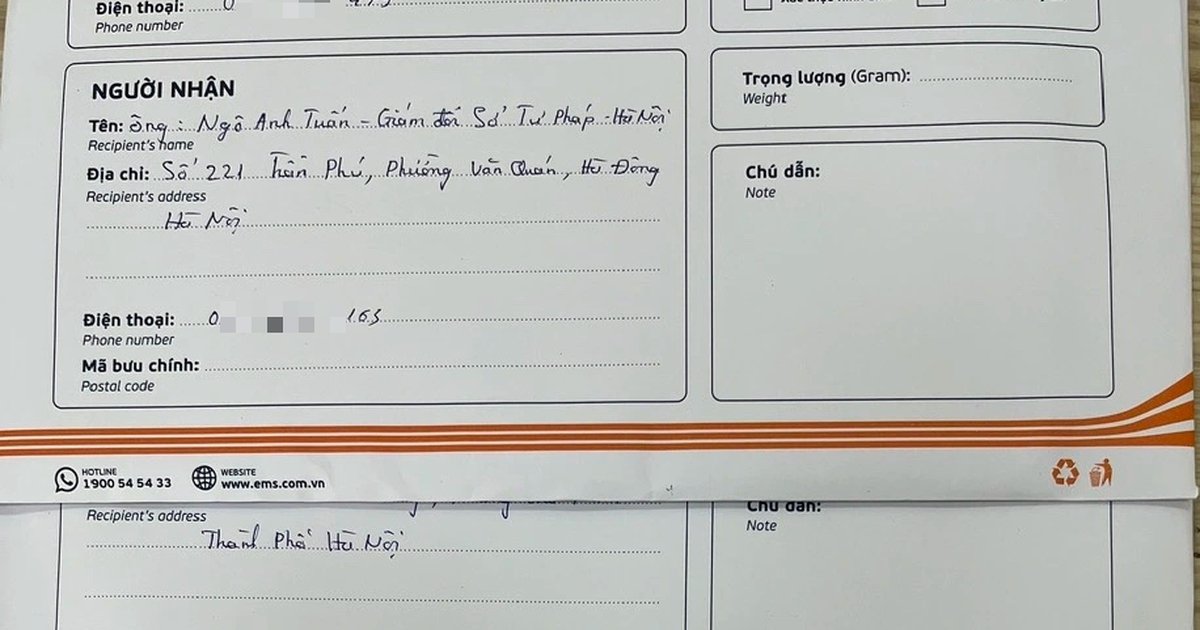 Điện thoại:
Phone number
NGƯỜI NHẬN
Tên: Ông: Ngô Anh Tuấn - Giám đốc Sở Tư Pháp - Hà Nội
Recipient's name
Địa chỉ: Số 221 Trần Phú, Phường Văn Quán, Hà Đông
Recipient's address
Hà Nội
Điện thoại: 0 163
Phone number
Mã bưu chính:
Postal code
Trọng lượng (Gram):
Weight
Chú dẫn:
Note
HOTLINE
1900 54 54 33
WEBSITE
www.ems.com.vn
Recipient's address
Thành Phố Hà Nội
Chú dẫn:
Note